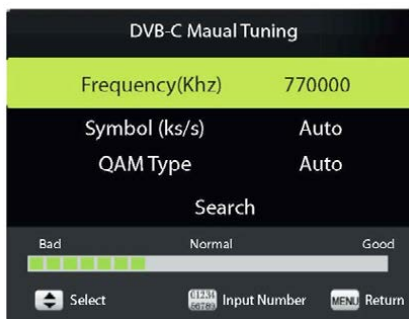 DVB-C Maual Tuning
Frequency(Khz) 770000
Symbol (ks/s) Auto
QAM Type Auto
Search
Bad Normal Good
Select Input Number MENU Return